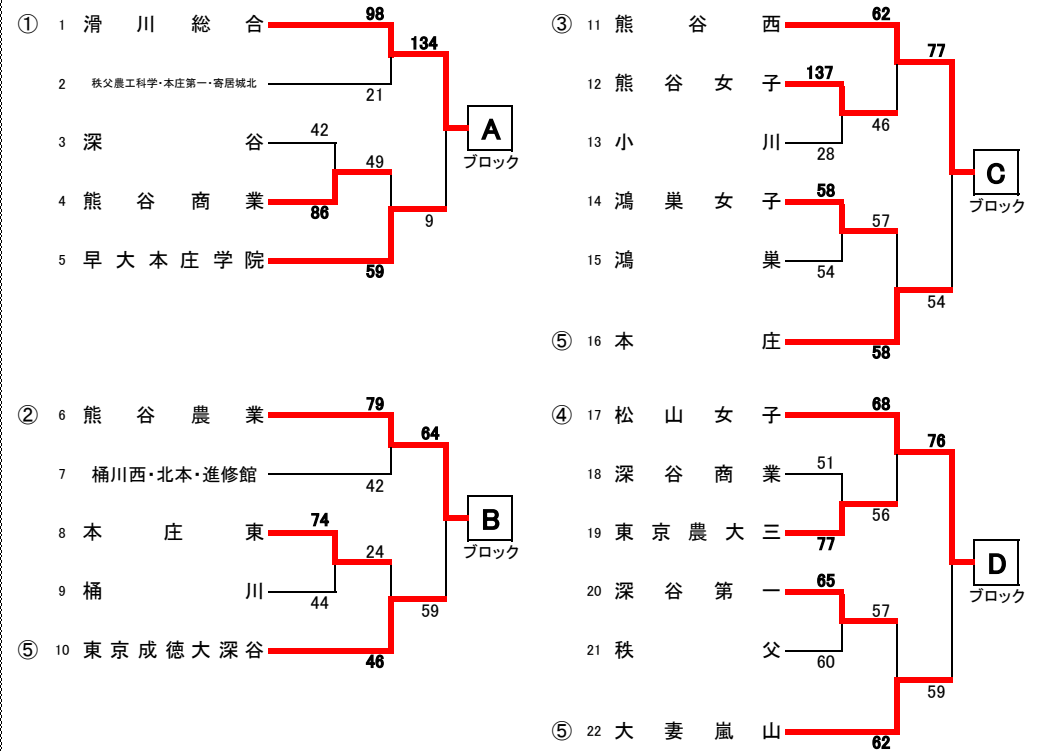 ① 1 滑川総合
98
134
2 秩父農工科学・本庄第一・寄居城北
21
A
ブロック
3 深谷
42
49
4 熊谷商業
86
9
5 早大本庄学院
59
② 6 熊谷農業
79
64
7 桶川西・北本・進修館
42
B
ブロック
8 本庄東
74
24
9 桶川
44
59
⑤ 10 東京成徳大深谷
46
③ 11 熊谷西
62
77
12 熊谷女子
137
46
13 小川
28
C
ブロック
14 鴻巣女子
58
57
15 鴻巣
54
54
⑤ 16 本庄
58
④ 17 松山女子
68
76
18 深谷商業
51
56
19 東京農大三
77
D
ブロック
20 深谷第一
65
57
21 秩父
60
59
⑤ 22 大妻嵐山
62